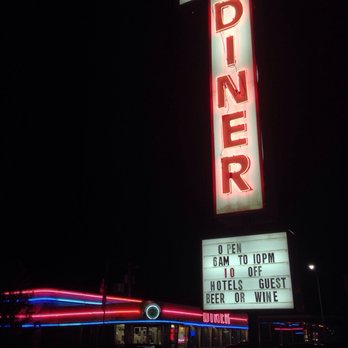 DINER
OPEN
6AM TO 10PM
10 OFF
HOTELS GUEST
BEER OR WINE
DINER